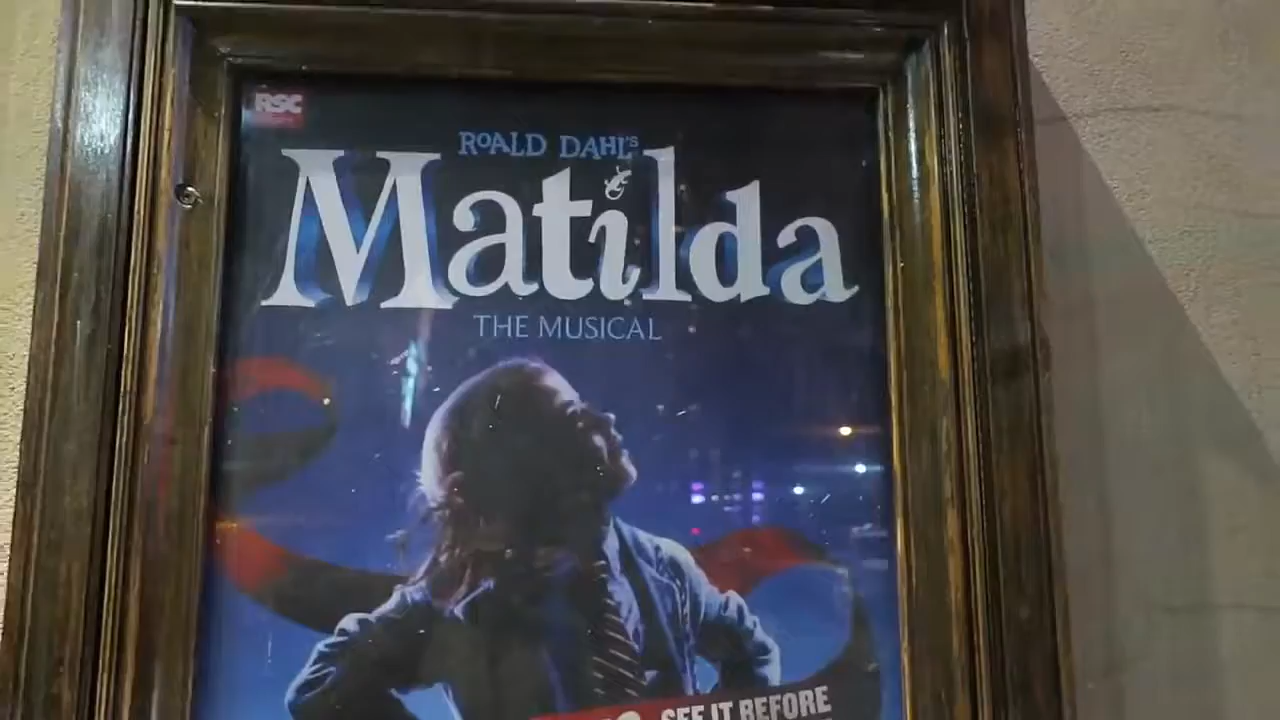 RSC
ROALD DAHL'S
Matilda
THE MUSICAL
SEE IT BEFORE